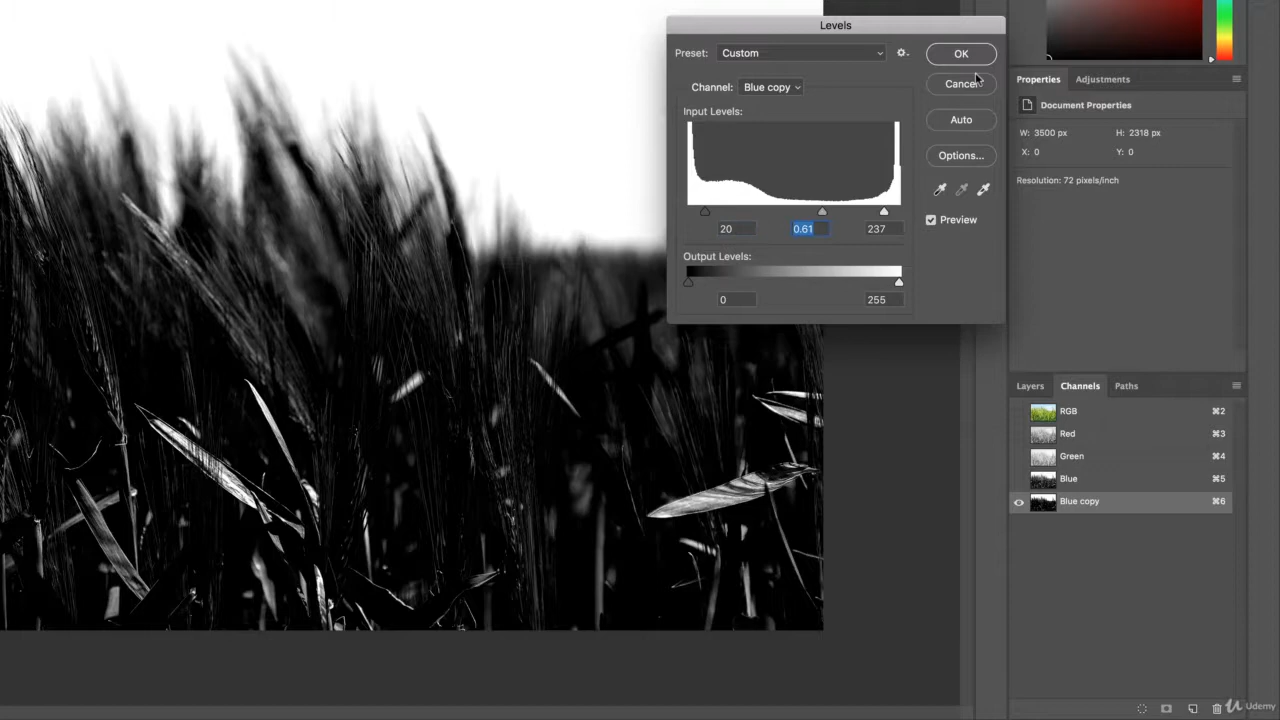 Levels
Preset: Custom
OK
Channel: Blue copy
Cancel
Input Levels:
Auto
Options...
20 0.61 237
Preview
Output Levels:
0 255
Properties Adjustments
Document Properties
W: 3500 px H: 2318 px
X: 0 Y: 0
Resolution: 72 pixels/inch
Layers Channels Paths
RGB ⌘2
Red ⌘3
Green ⌘4
Blue ⌘5
Blue copy ⌘6
Udemy